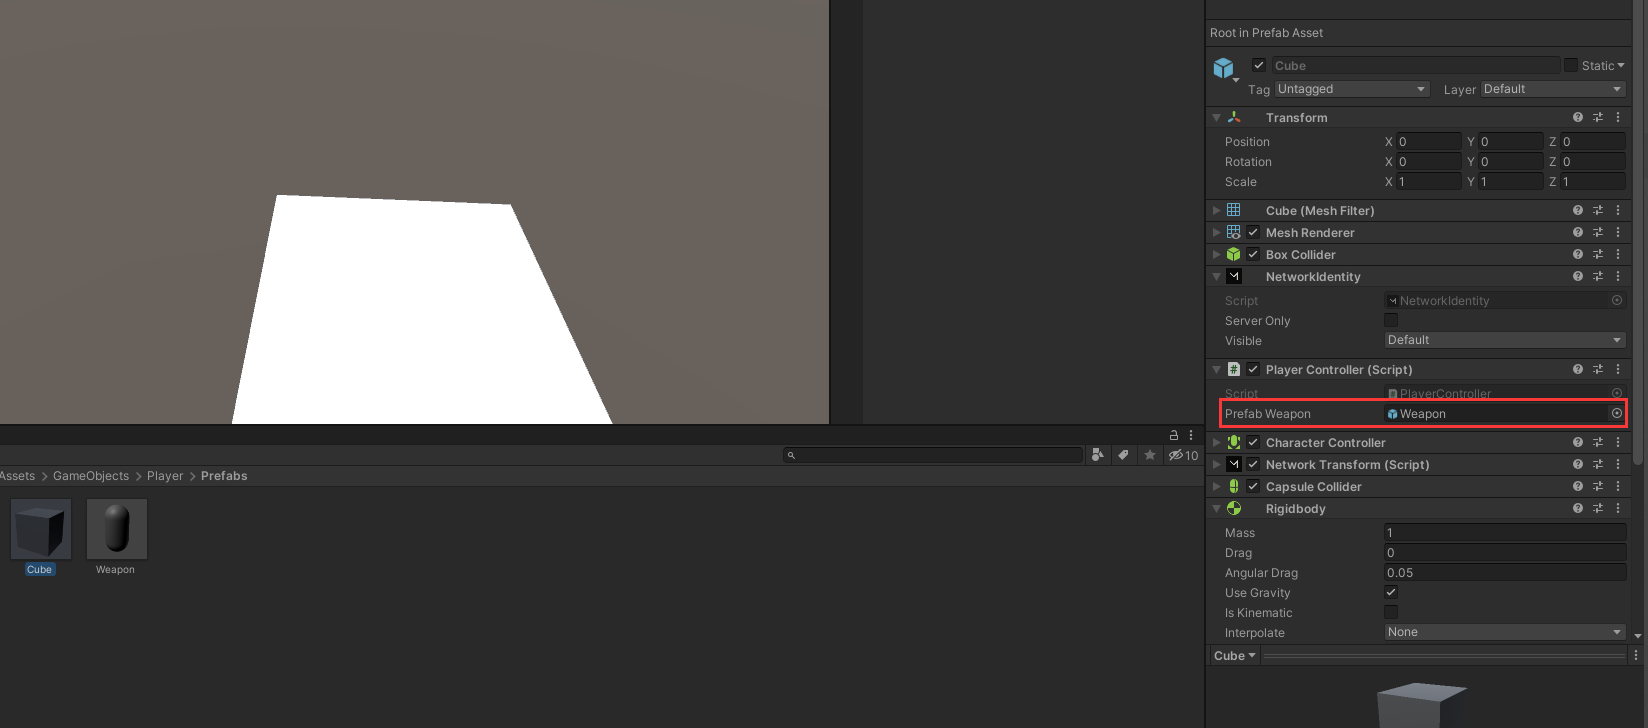 Root in Prefab Asset
Cube Static
Tag Untagged Layer Default
Transform
Position X 0 Y 0 Z 0
Rotation X 0 Y 0 Z 0
Scale X 1 Y 1 Z 1
Cube (Mesh Filter)
Mesh Renderer
Box Collider
NetworkIdentity
Script NetworkIdentity
Server Only
Visible Default
Player Controller (Script)
Script PlayerController
Prefab Weapon Weapon
Character Controller
Network Transform (Script)
Capsule Collider
Rigidbody
Mass 1
Drag 0
Angular Drag 0.05
Use Gravity
Is Kinematic
Interpolate None
Cube
10
Assets > GameObjects > Player > Prefabs
Cube
Weapon